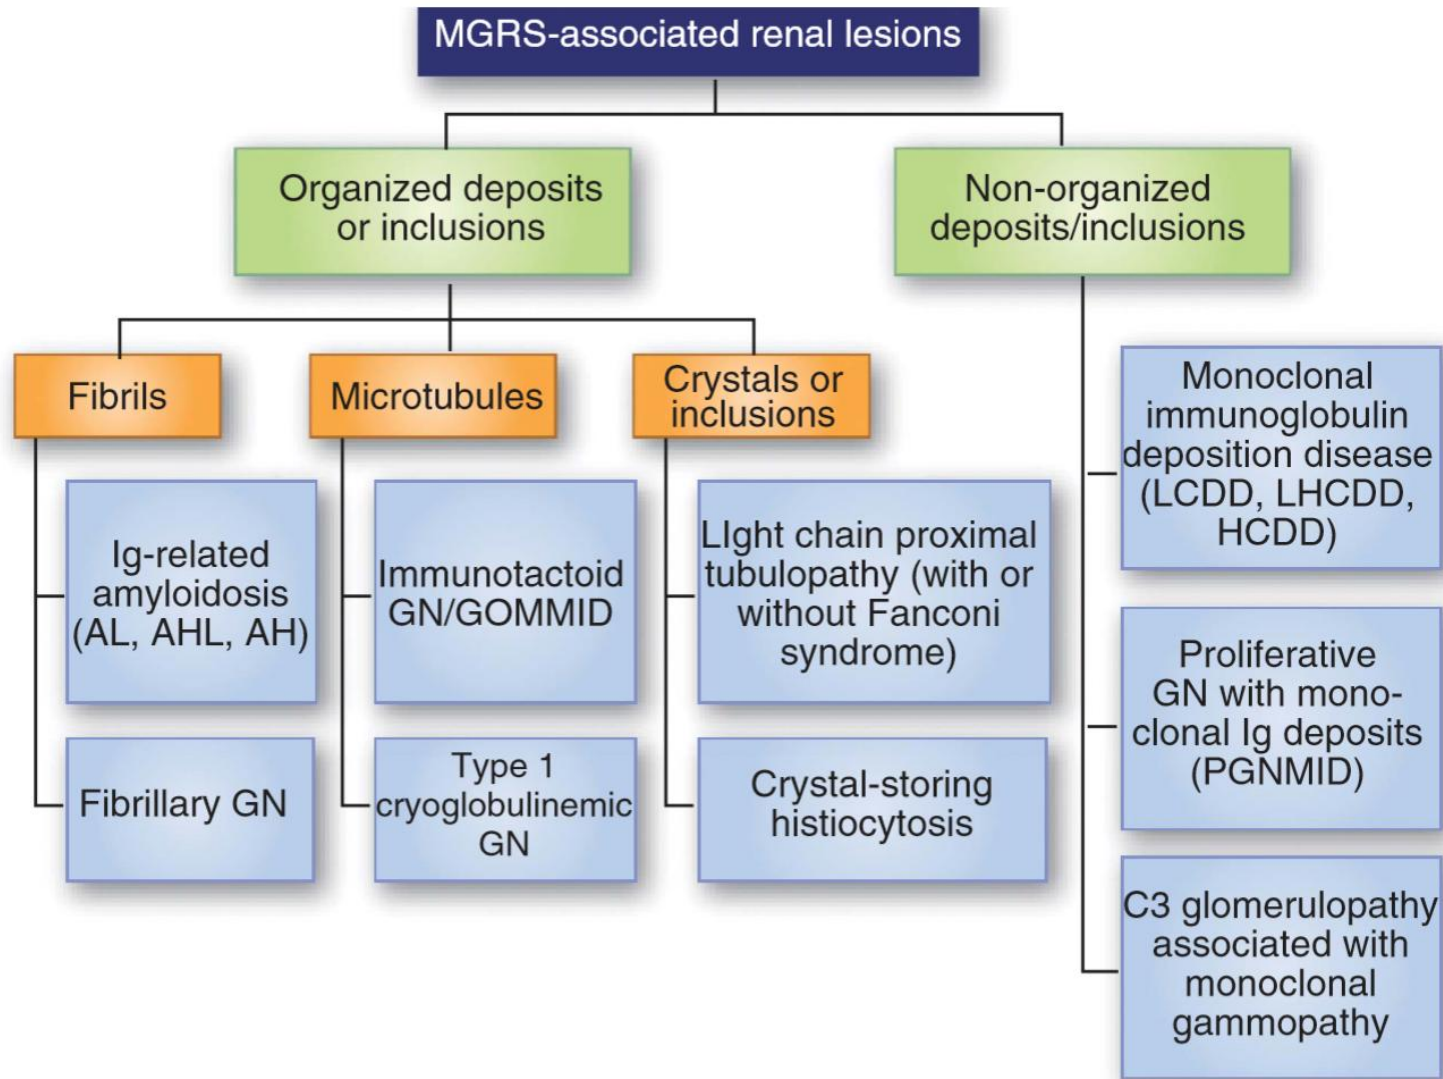 MGRS-associated renal lesions
Organized deposits
or inclusions
Non-organized
deposits/inclusions
Fibrils
Microtubules
Crystals or
inclusions
Ig-related
amyloidosis
(AL, AHL, AH)
Fibrillary GN
Immunotactoid
GN/GOMMID
Type 1
cryoglobulinemic
GN
LIght chain proximal
tubulopathy (with or
without Fanconi
syndrome)
Crystal-storing
histiocytosis
Monoclonal
immunoglobulin
deposition disease
(LCDD, LHCDD,
HCDD)
Proliferative
GN with mono-
clonal Ig deposits
(PGNMID)
C3 glomerulopathy
associated with
monoclonal
gammopathy